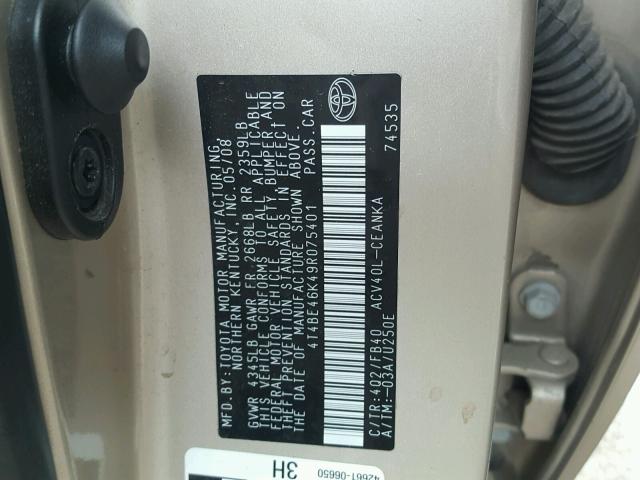 MFD.BY: TOYOTA MOTOR MANUFACTURING,
NORTHERN KENTUCKY, INC. 05/08
GVWR 4345LB GAWR FR 2668LB RR 2359LB
THIS VEHICLE CONFORMS TO ALL APPLICABLE
FEDERAL MOTOR VEHICLE SAFETY, BUMPER AND
THEFT PREVENTION STANDARDS IN EFFECT ON
THE DATE OF MANUFACTURE SHOWN ABOVE.
4T4BE46K49R075401 PASS.CAR
C/TR:4Q2/FB40 ACV40L-CEANKA
A/TM:-03A/U250E 74535
42661-06650
3H